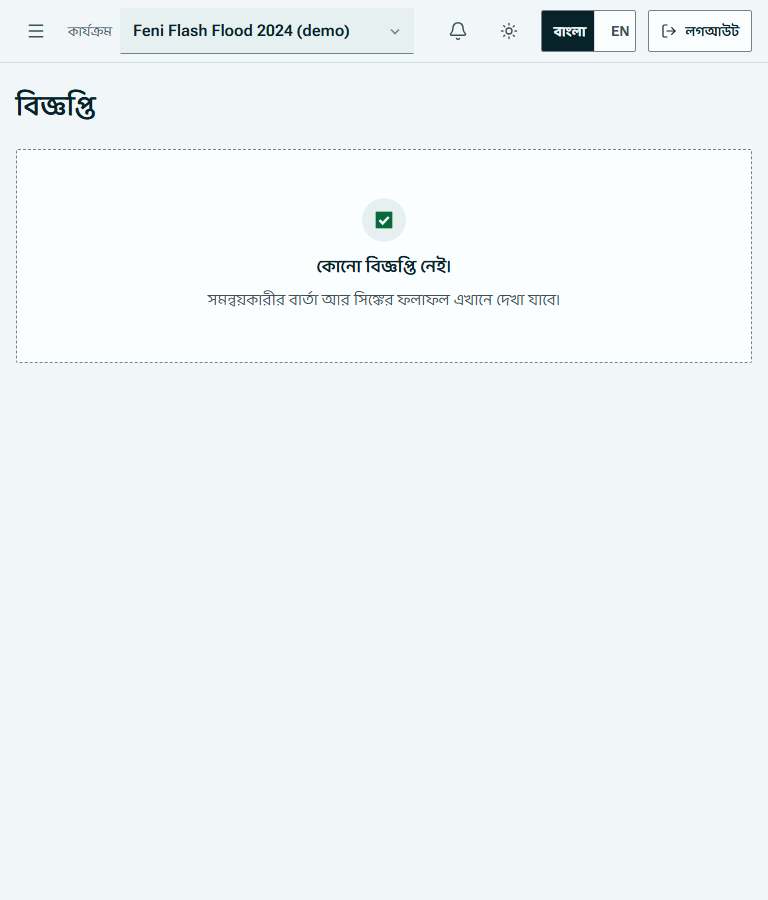 কার্যক্রম Feni Flash Flood 2024 (demo) বাংলা EN লগআউট
বিজ্ঞপ্তি
কোনো বিজ্ঞপ্তি নেই।
সমন্বয়কারীর বার্তা আর সিঙ্কের ফলাফল এখানে দেখা যাবে।